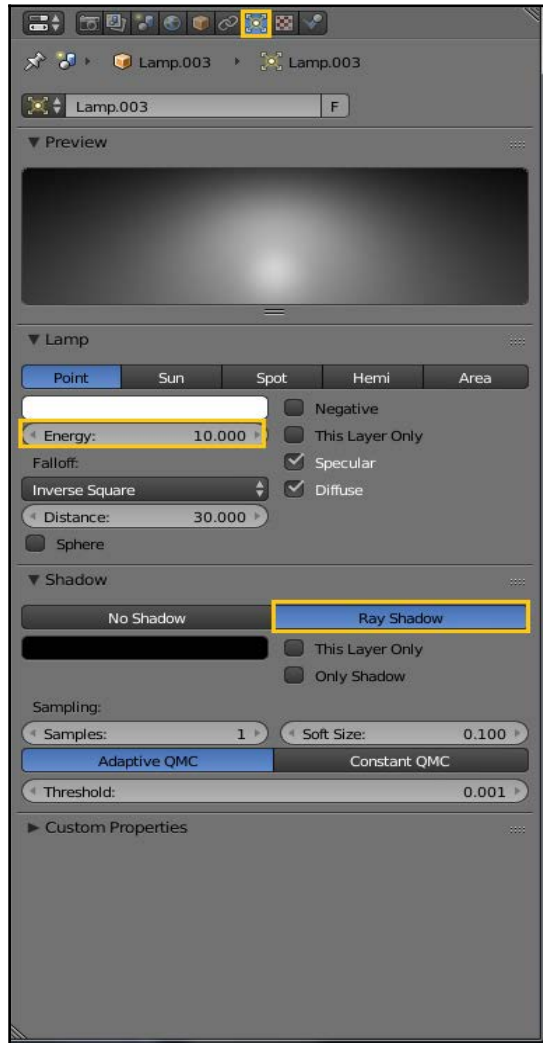 Lamp.003 Lamp.003
Lamp.003 F
Preview
Lamp
Point Sun Spot Hemi Area
Negative
Energy: 10.000 This Layer Only
Falloff: Specular
Inverse Square Diffuse
Distance: 30.000
Sphere
Shadow
No Shadow Ray Shadow
This Layer Only
Only Shadow
Sampling:
Samples: 1 Soft Size: 0.100
Adaptive QMC Constant QMC
Threshold: 0.001
Custom Properties